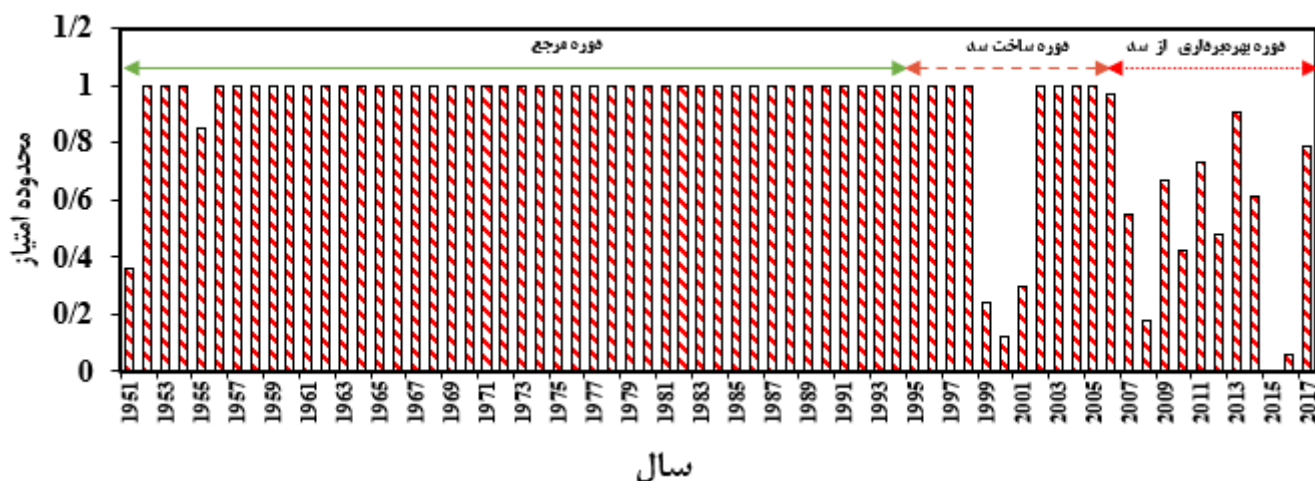 دوره مرجع
دوره ساخت سد
دوره بهره‌برداری از سد
محدوده امتیاز
1/2
1
0/8
0/6
0/4
0/2
0
1951 1953 1955 1957 1959 1961 1963 1965 1967 1969 1971 1973 1975 1977 1979 1981 1983 1985 1987 1989 1991 1993 1995 1997 1999 2001 2003 2005 2007 2009 2011 2013 2015 2017
سال